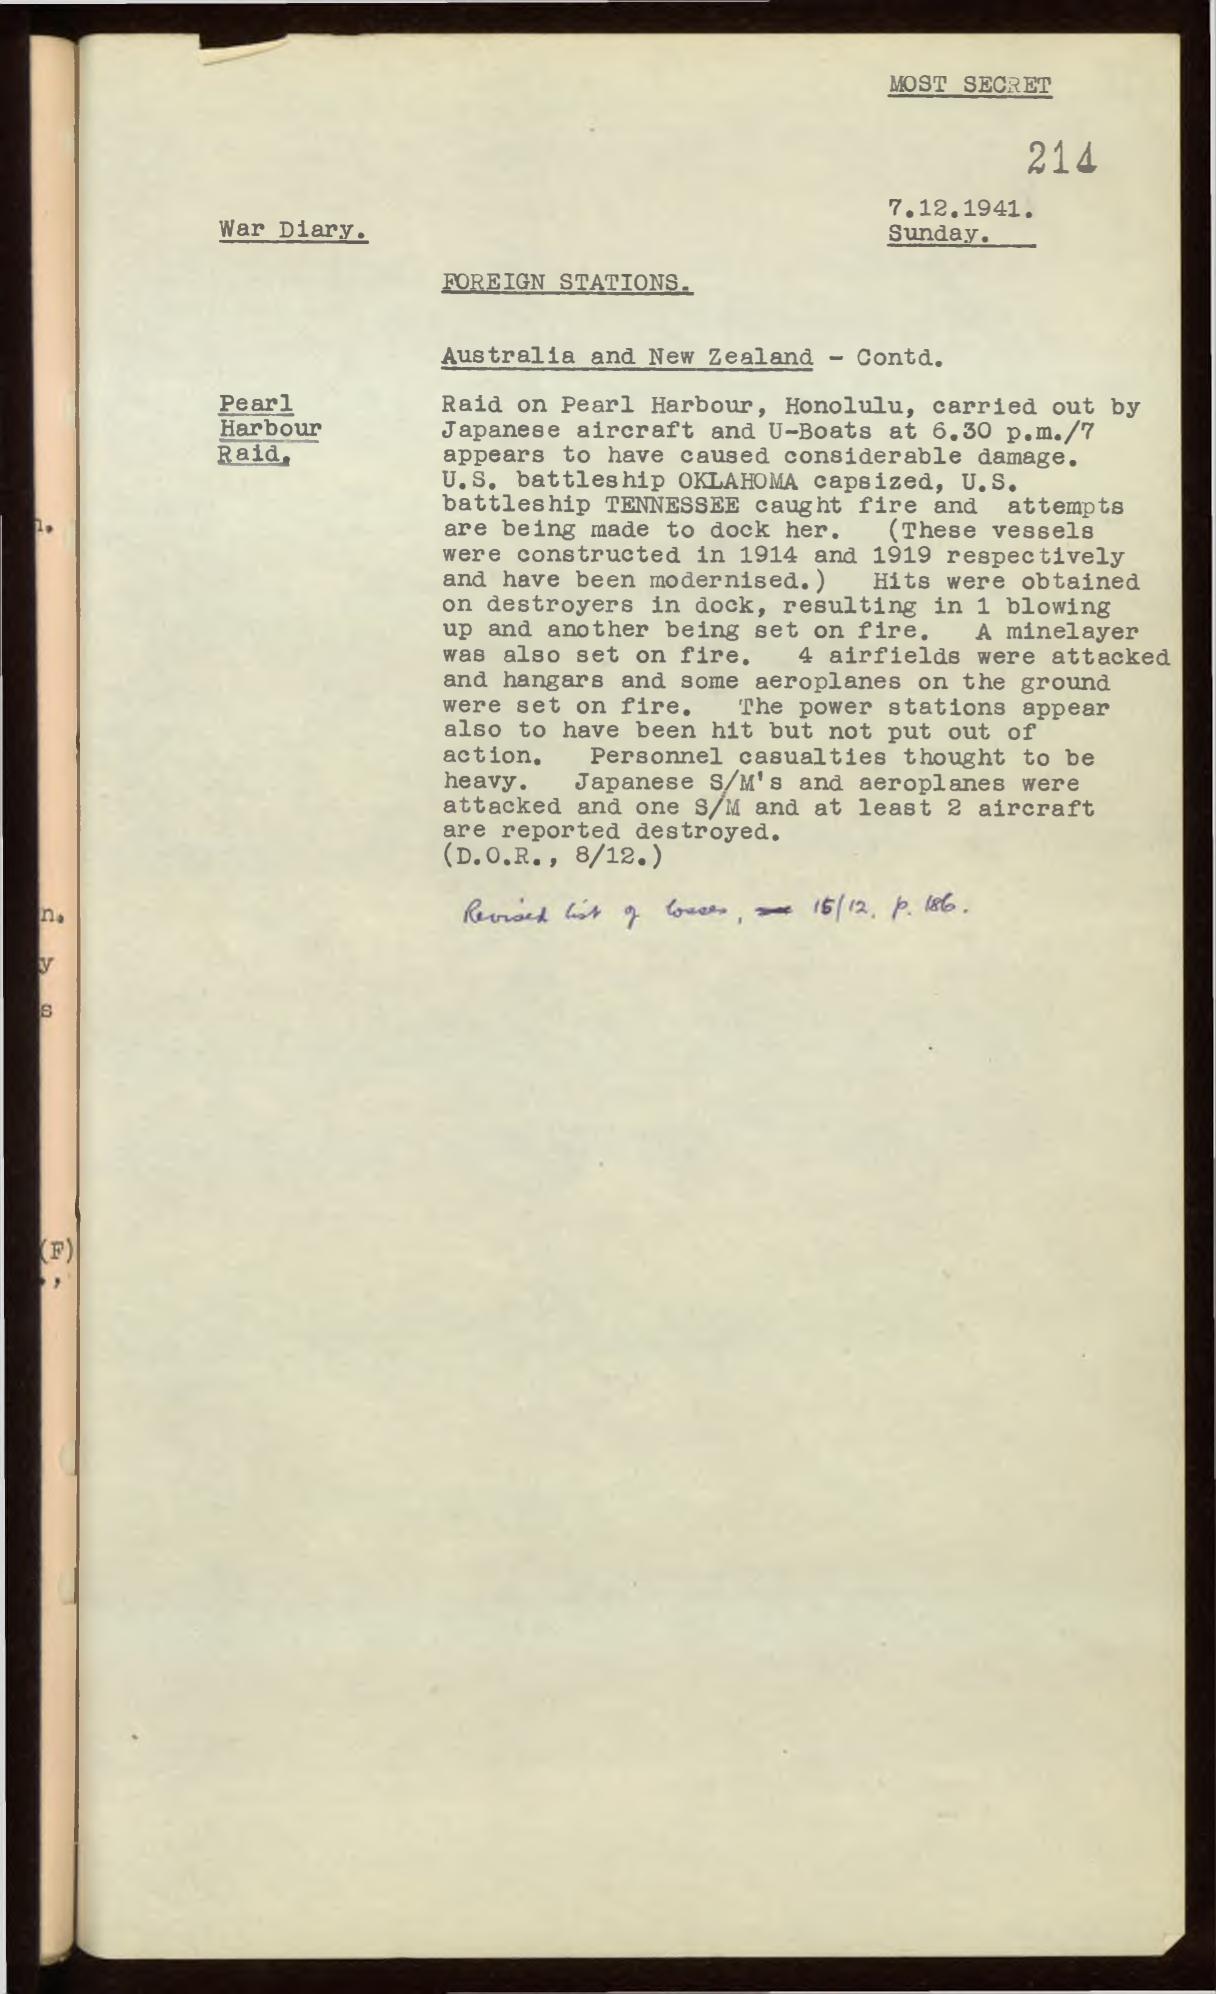 MOST SECRET
214
7.12.1941.
Sunday.
War Diary.
FOREIGN STATIONS.
Australia and New Zealand - Contd.
Pearl
Harbour
Raid.
Raid on Pearl Harbour, Honolulu, carried out by
Japanese aircraft and U-Boats at 6.30 p.m./7
appears to have caused considerable damage.
U.S. battleship OKLAHOMA capsized, U.S.
battleship TENNESSEE caught fire and attempts
are being made to dock her. (These vessels
were constructed in 1914 and 1919 respectively
and have been modernised.) Hits were obtained
on destroyers in dock, resulting in 1 blowing
up and another being set on fire. A minelayer
was also set on fire. 4 airfields were attacked
and hangars and some aeroplanes on the ground
were set on fire. The power stations appear
also to have been hit but not put out of
action. Personnel casualties thought to be
heavy. Japanese S/M's and aeroplanes were
attacked and one S/M and at least 2 aircraft
are reported destroyed.
(D.O.R., 8/12.)
Revised list of losses, 15/12. p. 186.
n.
n.
y
s
(F)
.,